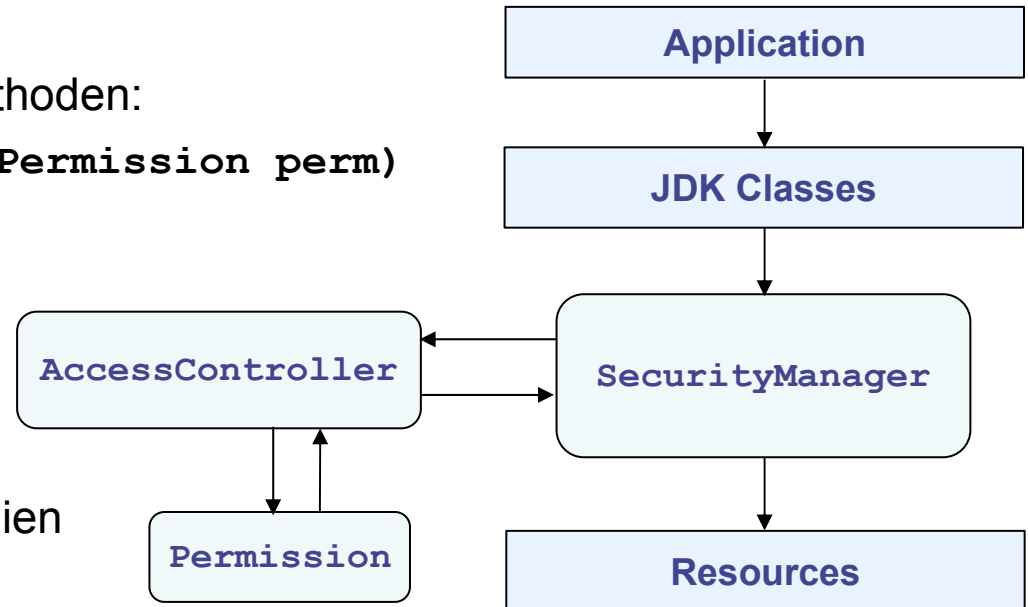 Application
thoden:
Permission perm)
JDK Classes
AccessController
SecurityManager
ien
Permission
Resources